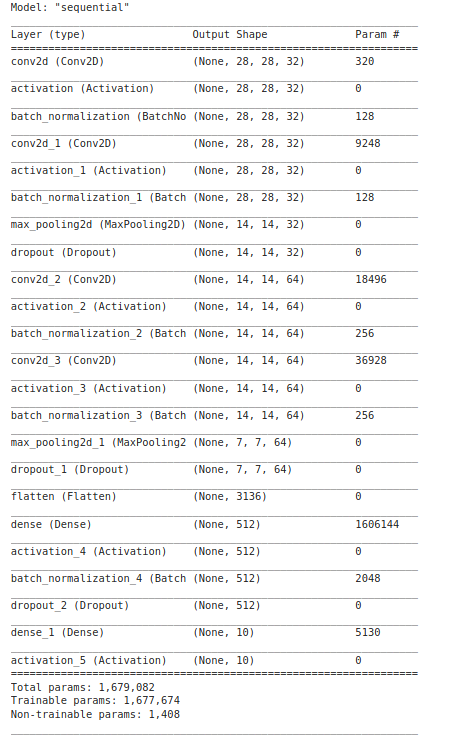 Model: "sequential"
Layer (type) Output Shape Param #
conv2d (Conv2D) (None, 28, 28, 32) 320
activation (Activation) (None, 28, 28, 32) 0
batch_normalization (BatchNo (None, 28, 28, 32) 128
conv2d_1 (Conv2D) (None, 28, 28, 32) 9248
activation_1 (Activation) (None, 28, 28, 32) 0
batch_normalization_1 (Batch (None, 28, 28, 32) 128
max_pooling2d (MaxPooling2D) (None, 14, 14, 32) 0
dropout (Dropout) (None, 14, 14, 32) 0
conv2d_2 (Conv2D) (None, 14, 14, 64) 18496
activation_2 (Activation) (None, 14, 14, 64) 0
batch_normalization_2 (Batch (None, 14, 14, 64) 256
conv2d_3 (Conv2D) (None, 14, 14, 64) 36928
activation_3 (Activation) (None, 14, 14, 64) 0
batch_normalization_3 (Batch (None, 14, 14, 64) 256
max_pooling2d_1 (MaxPooling2 (None, 7, 7, 64) 0
dropout_1 (Dropout) (None, 7, 7, 64) 0
flatten (Flatten) (None, 3136) 0
dense (Dense) (None, 512) 1606144
activation_4 (Activation) (None, 512) 0
batch_normalization_4 (Batch (None, 512) 2048
dropout_2 (Dropout) (None, 512) 0
dense_1 (Dense) (None, 10) 5130
activation_5 (Activation) (None, 10) 0
Total params: 1,679,082
Trainable params: 1,677,674
Non-trainable params: 1,408